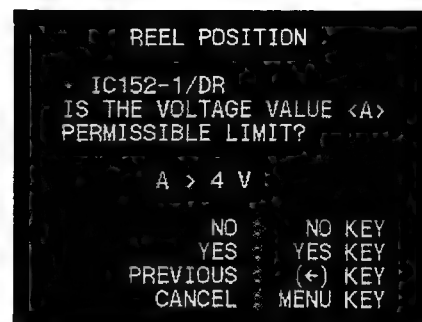 REEL POSITION
* IC152-1/DR
IS THE VOLTAGE VALUE <A>
PERMISSIBLE LIMIT?
A > 4 V
NO : NO KEY
YES : YES KEY
PREVIOUS : (←) KEY
CANCEL : MENU KEY